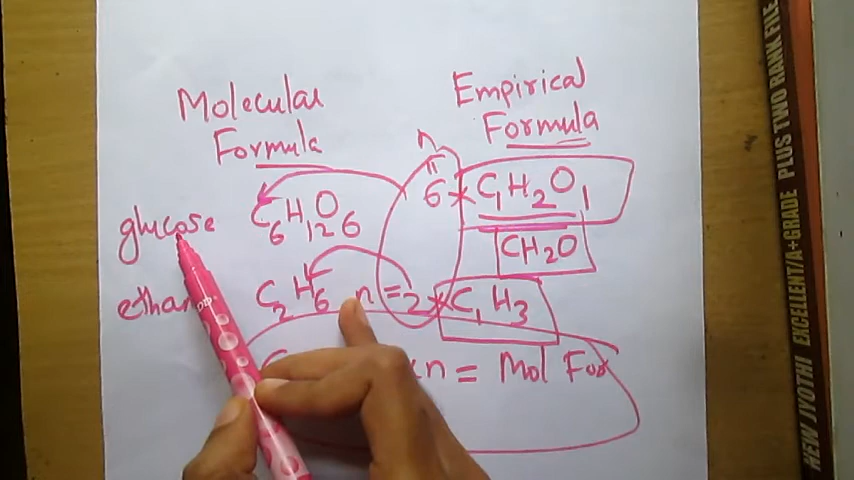 Molecular Formula
Empirical Formula
n
glucose C6H12O6 6 * C1H2O1
CH2O
C2H6 n = 2 * C1H3
n = Mol For
NEW JYOTHI EXCELLENT/A+GRADE PLUS TWO RANK FILE